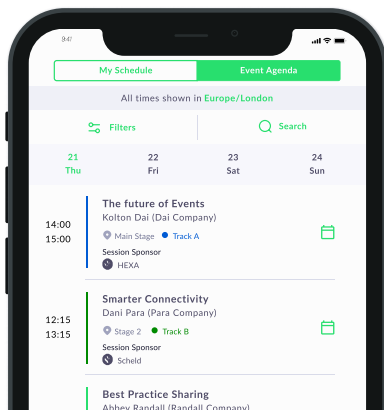 9:41
My Schedule
Event Agenda
All times shown in Europe/London
Filters
Search
21 22 23 24
Thu Fri Sat Sun
The future of Events
Kolton Dai (Dai Company)
14:00
15:00
Main Stage
Track A
Session Sponsor
HEXA
Smarter Connectivity
Dani Para (Para Company)
12:15
13:15
Stage 2
Track B
Session Sponsor
Scheld
Best Practice Sharing
Abbey Randall (Randall Company)